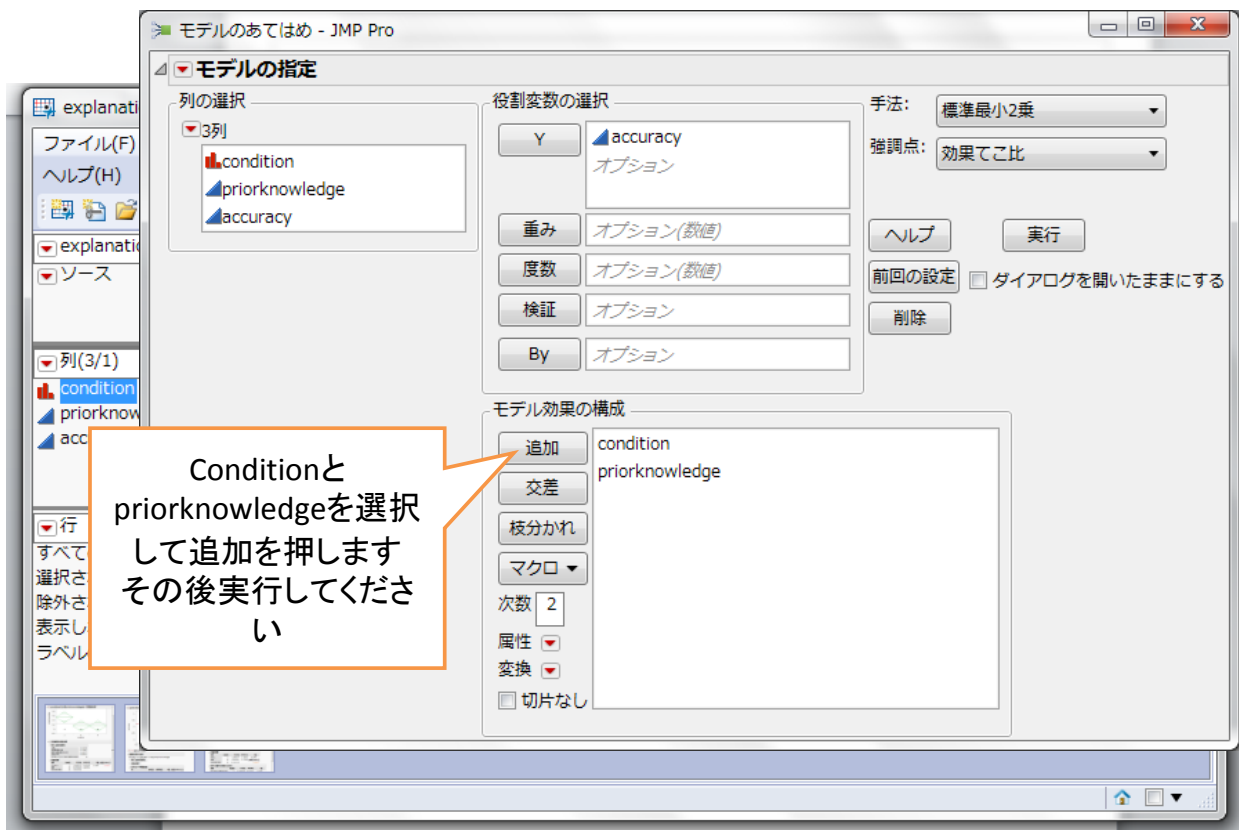 モデルのあてはめ - JMP Pro
モデルの指定
列の選択
3列
condition
priorknowledge
accuracy
役割変数の選択
Y
accuracy
オプション
重み
オプション(数値)
度数
オプション(数値)
検証
オプション
By
オプション
手法:
標準最小2乗
強調点:
効果てこ比
ヘルプ
実行
前回の設定
ダイアログを開いたままにする
削除
モデル効果の構成
追加
condition
交差
priorknowledge
枝分かれ
マクロ
次数 2
属性
変換
切片なし
Conditionと
priorknowledgeを選択
して追加を押します
その後実行してくださ
い
explanati
ファイル(F)
ヘルプ(H)
explanatio
ソース
列(3/1)
condition
priorknow
acc
行
すべて
選択さ
除外さ
表示し
ラベル